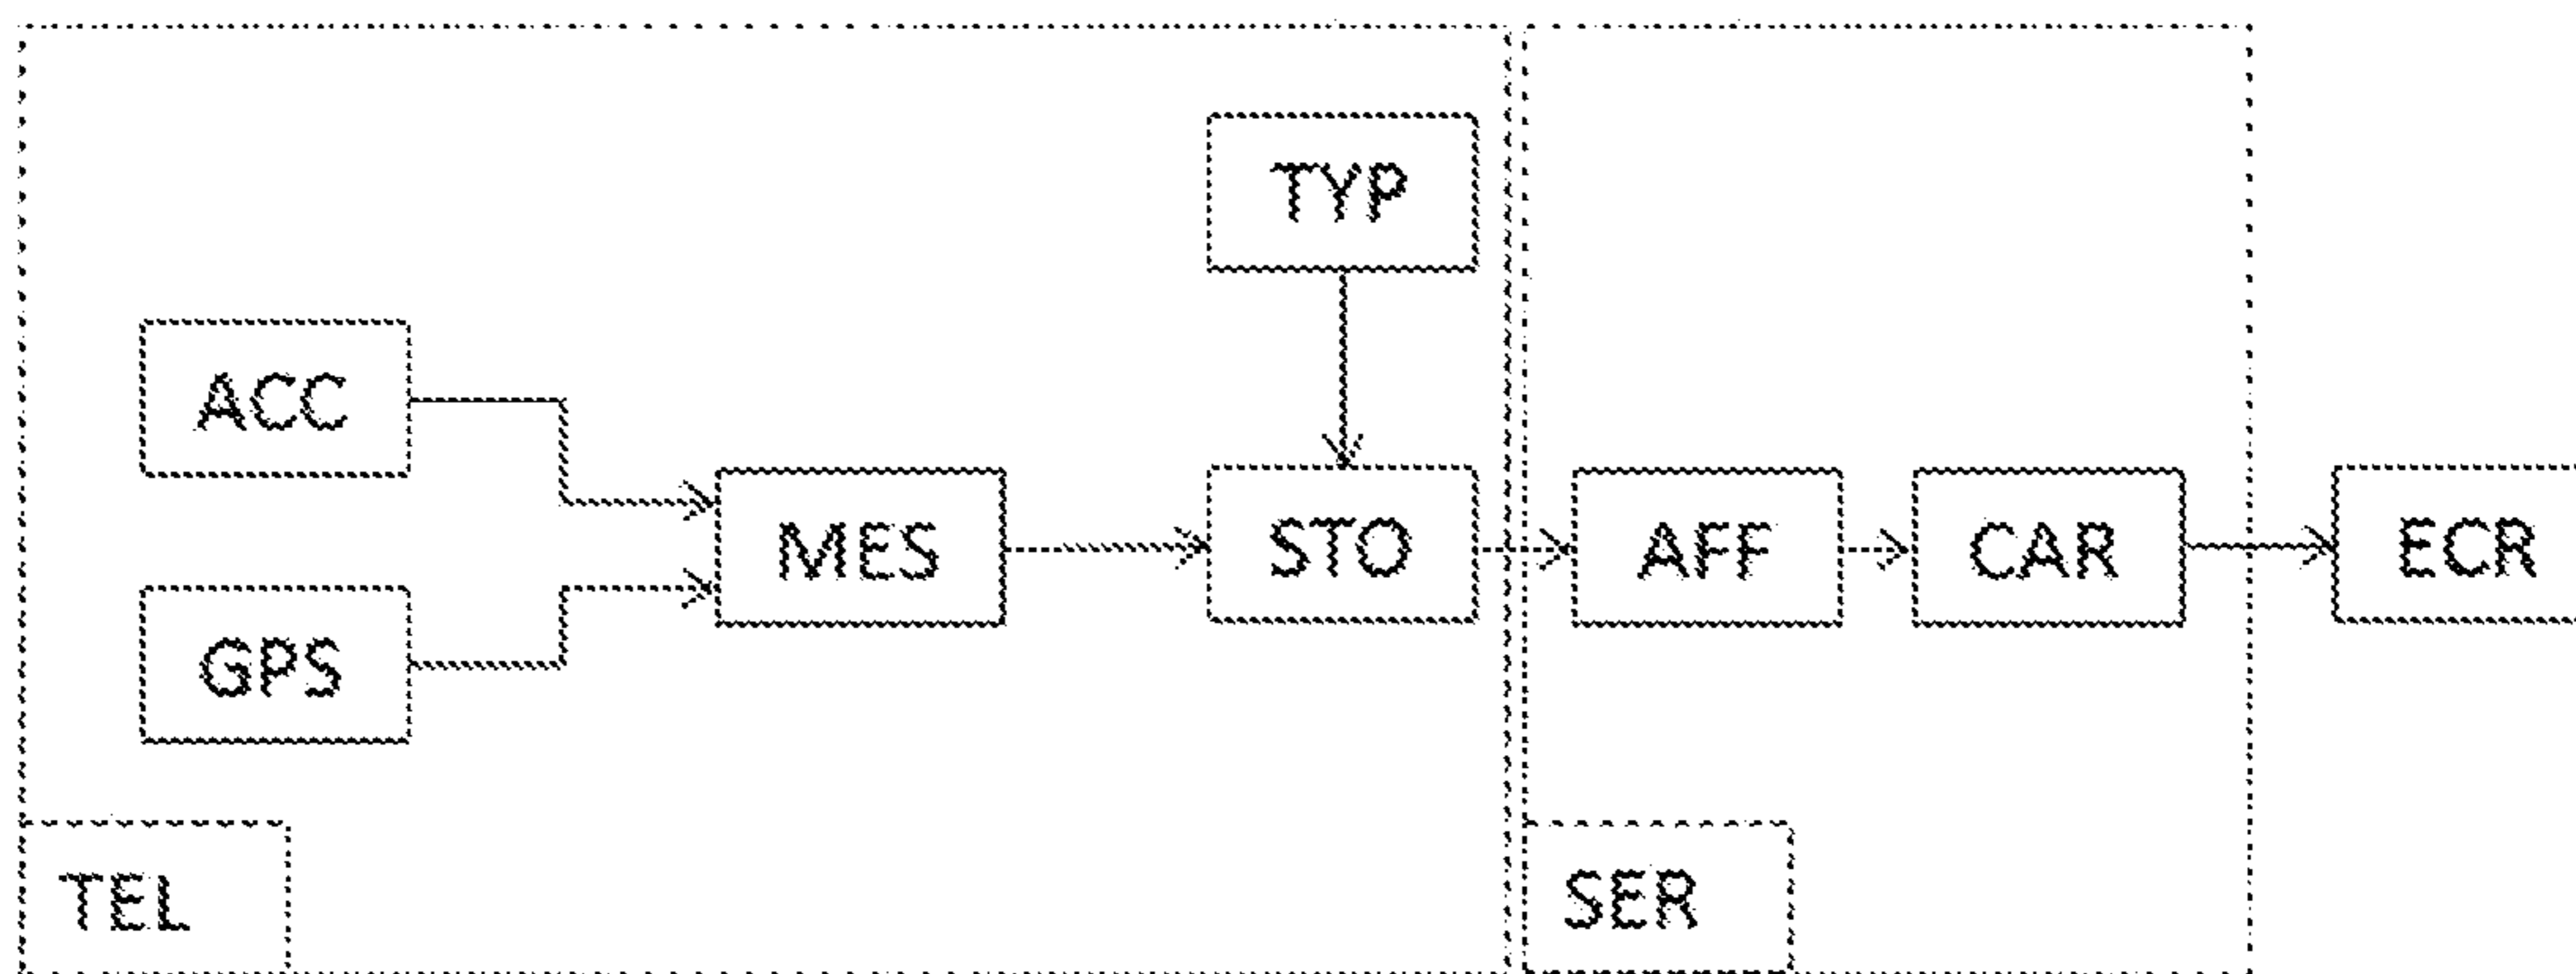 TYP
ACC
MES
STO
AFF
CAR
ECR
GPS
TEL
SER